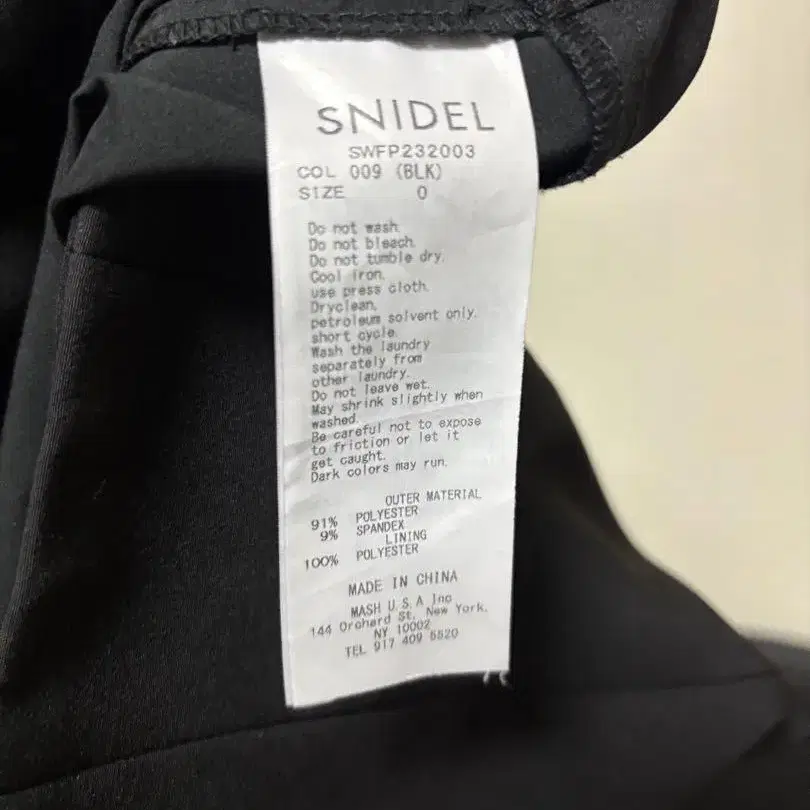 SNIDEL
SWFP232003
COL 009 (BLK)
SIZE 0
Do not wash.
Do not bleach.
Do not tumble dry.
Cool iron.
use press cloth.
Dryclean,
petroleum solvent only.
short cycle.
Wash the laundry
separately from
other laundry.
Do not leave wet.
May shrink slightly when
washed.
Be careful not to expose
to friction or let it
get caught.
Dark colors may run.
OUTER MATERIAL
91% POLYESTER
9% SPANDEX
LINING
100% POLYESTER
MADE IN CHINA
MASH U.S.A Inc
144 Orchard St. New York.
NY 10002
TEL 917 409 5520